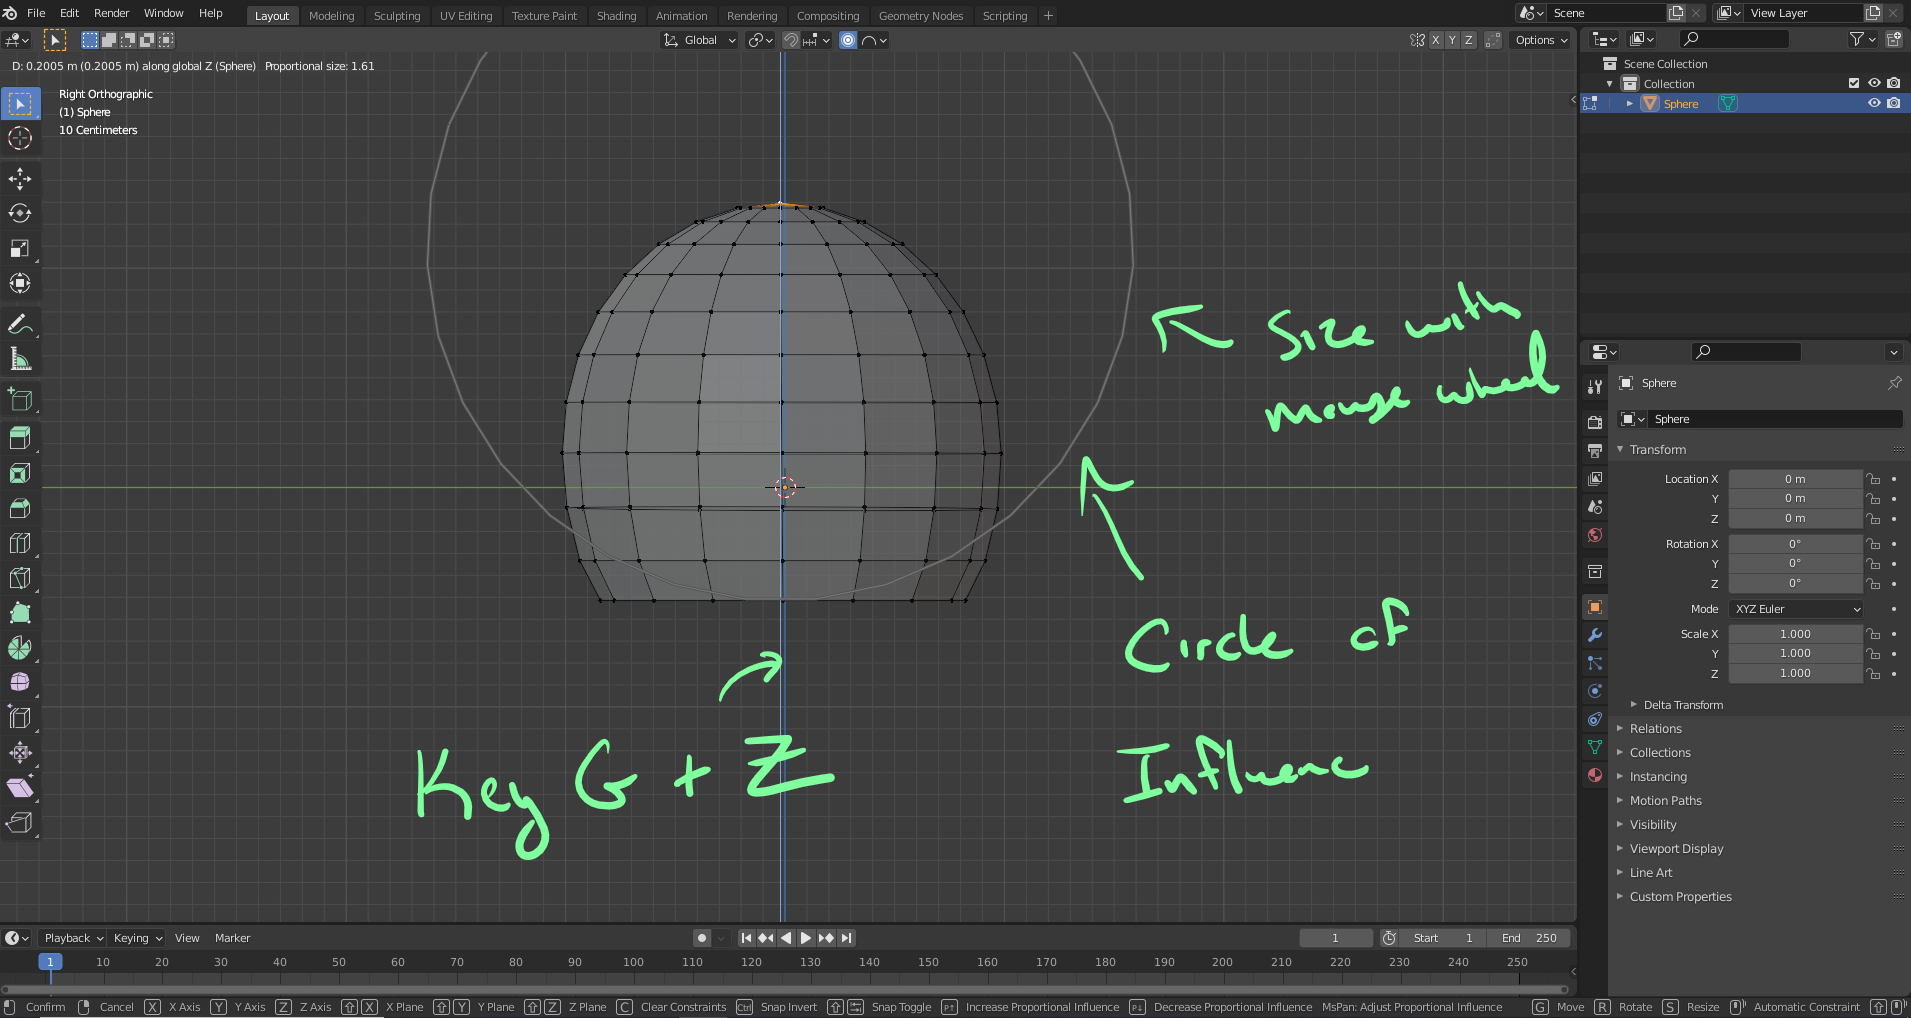 File Edit Render Window Help Layout Modeling Sculpting UV Editing Texture Paint Shading Animation Rendering Compositing Geometry Nodes Scripting + Scene View Layer
Global X Y Z Options
D: 0.2005 m (0.2005 m) along global Z (Sphere) Proportional size: 1.61
Right Orthographic
(1) Sphere
10 Centimeters
Size with
mouse wheel
Circle of
Influenc
Key G + Z
Scene Collection
Collection
Sphere
Sphere
Sphere
Transform
Location X 0 m
Y 0 m
Z 0 m
Rotation X 0°
Y 0°
Z 0°
Mode XYZ Euler
Scale X 1.000
Y 1.000
Z 1.000
Delta Transform
Relations
Collections
Instancing
Motion Paths
Visibility
Viewport Display
Line Art
Custom Properties
Playback Keying View Marker 1 Start 1 End 250
1 10 20 30 40 50 60 70 80 90 100 110 120 130 140 150 160 170 180 190 200 210 220 230 240 250
Confirm Cancel X X Axis Y Y Axis Z Z Axis X X Plane Y Y Plane Z Z Plane C Clear Constraints Ctrl Snap Invert Snap Toggle P↑ Increase Proportional Influence P↓ Decrease Proportional Influence MsPan: Adjust Proportional Influence G Move R Rotate S Resize Automatic Constraint